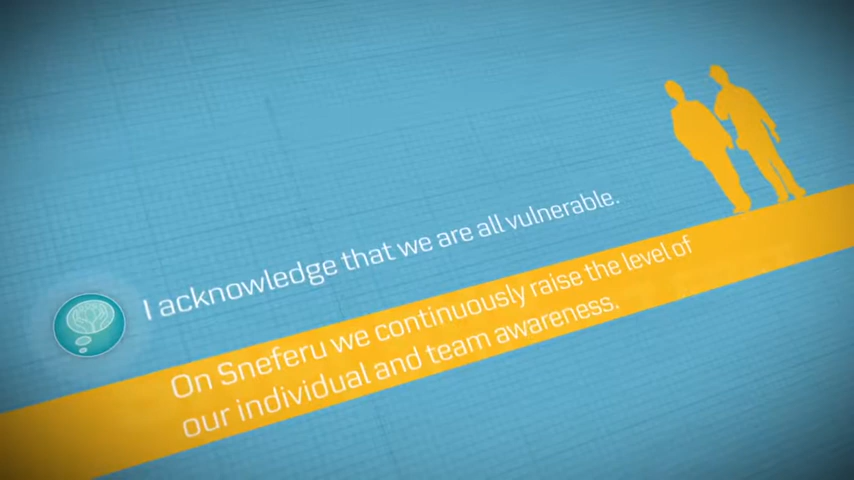 I acknowledge that we are all vulnerable.
On Sneferu we continuously raise the level of
our individual and team awareness.